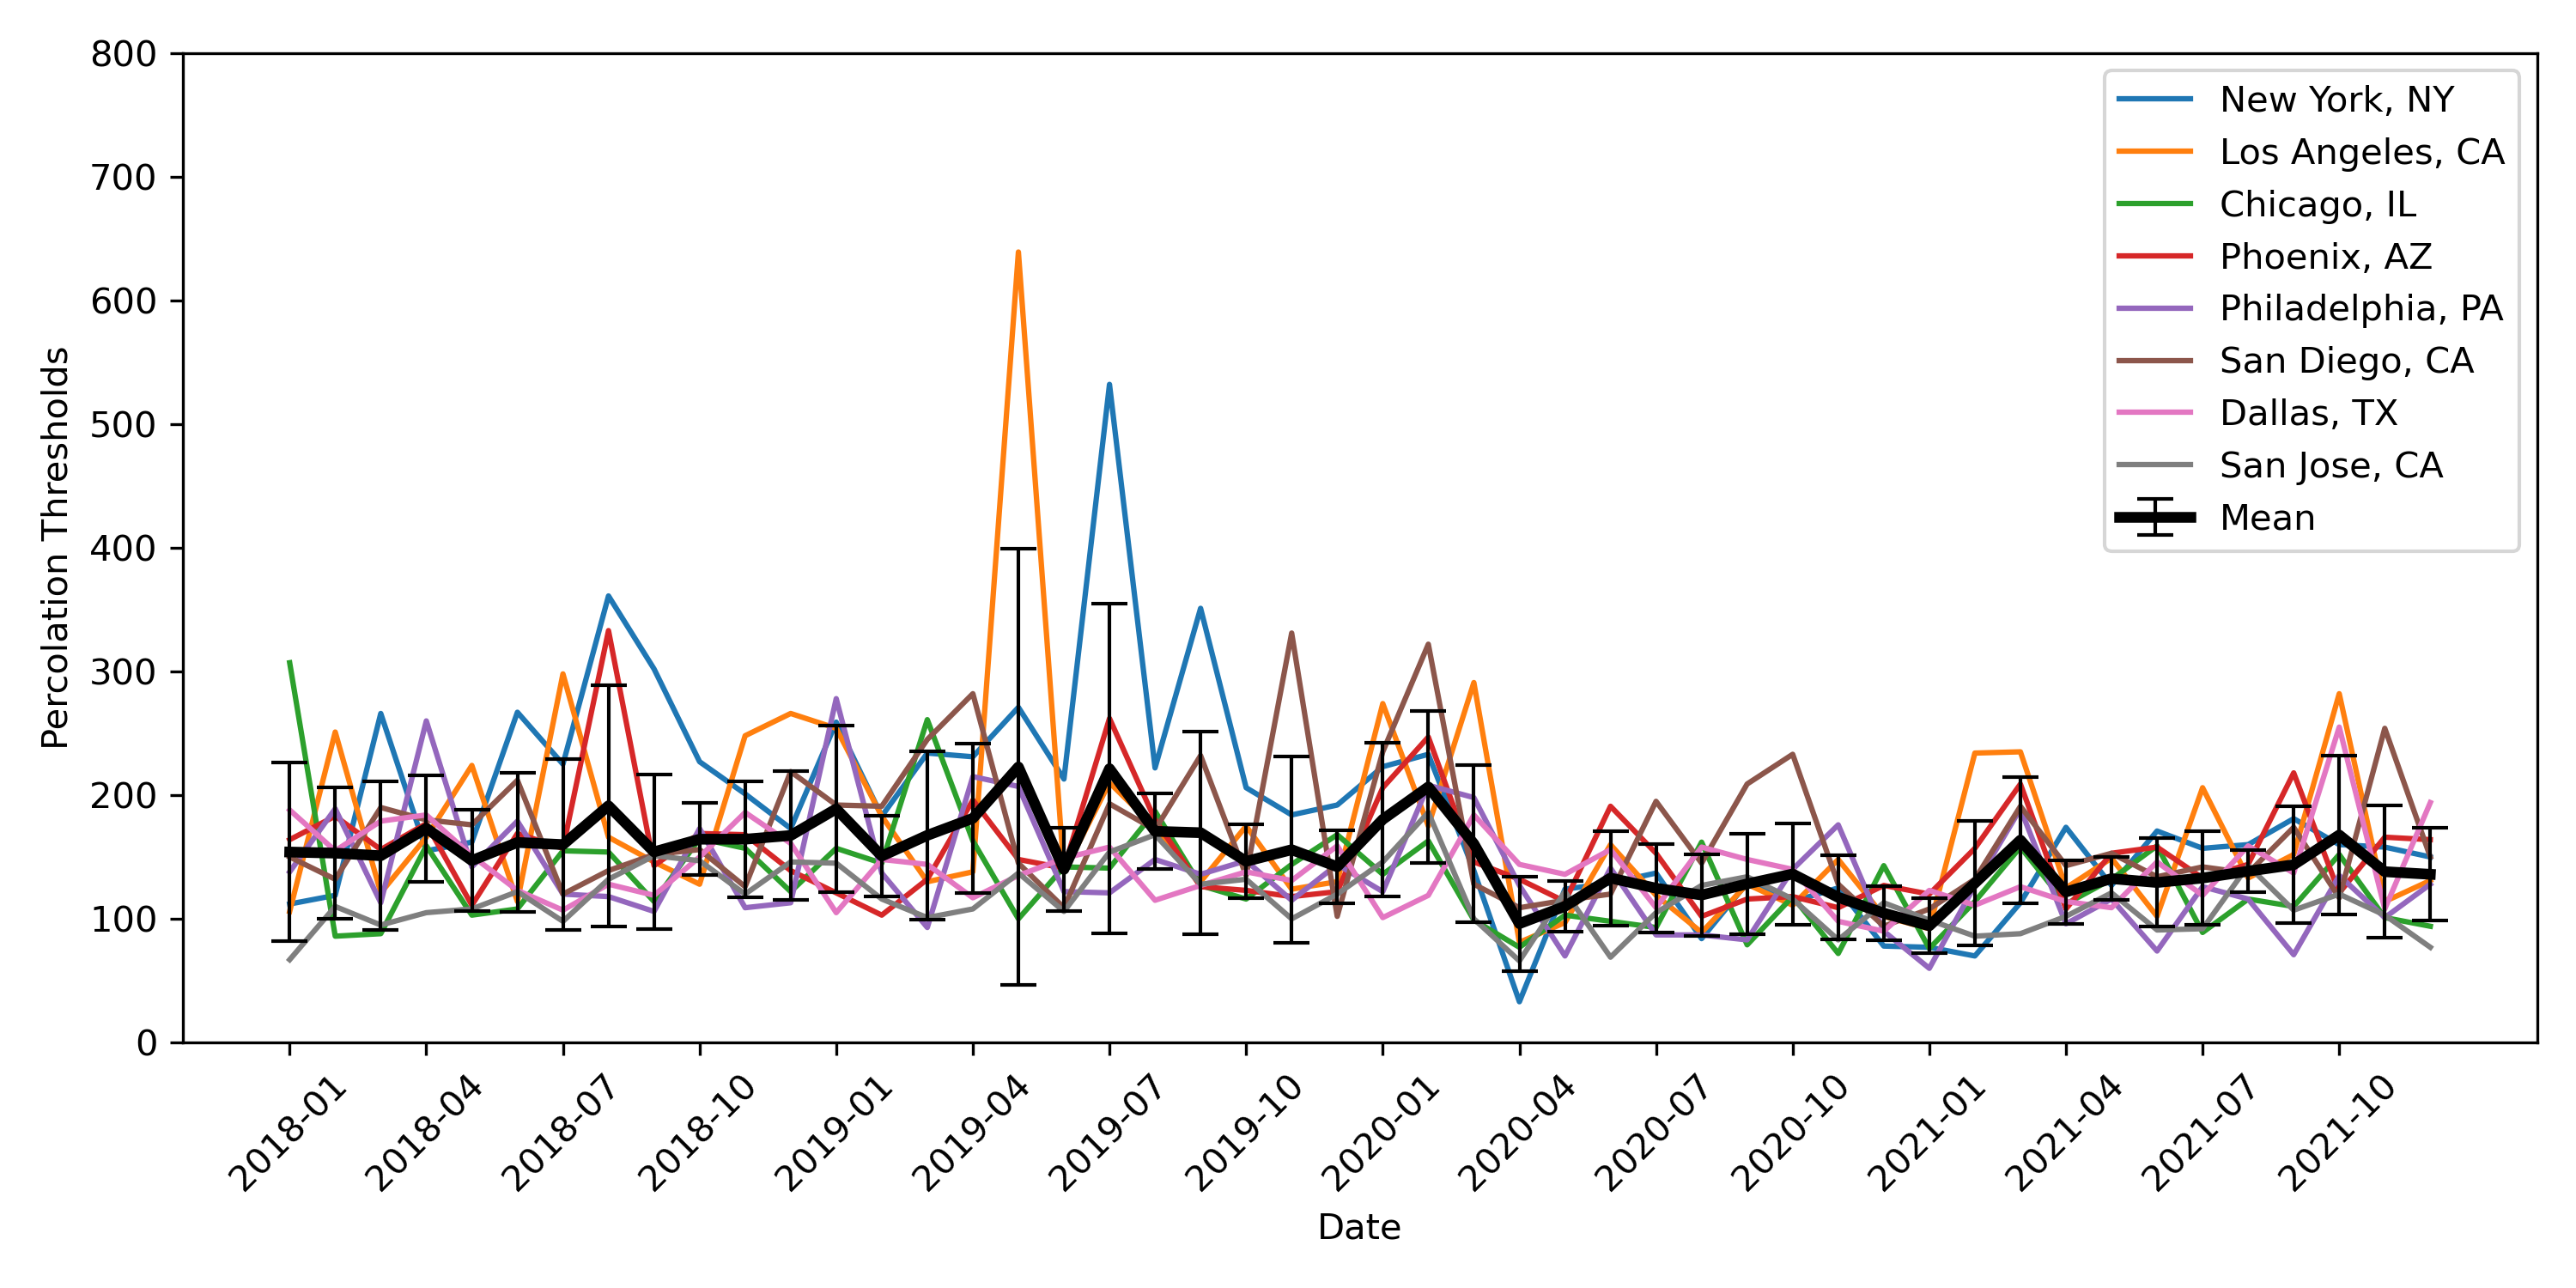 800
700
600
500
400
300
200
100
0
Percolation Thresholds
New York, NY
Los Angeles, CA
Chicago, IL
Phoenix, AZ
Philadelphia, PA
San Diego, CA
Dallas, TX
San Jose, CA
Mean
2018-01
2018-04
2018-07
2018-10
2019-01
2019-04
2019-07
2019-10
2020-01
2020-04
2020-07
2020-10
2021-01
2021-04
2021-07
2021-10
Date